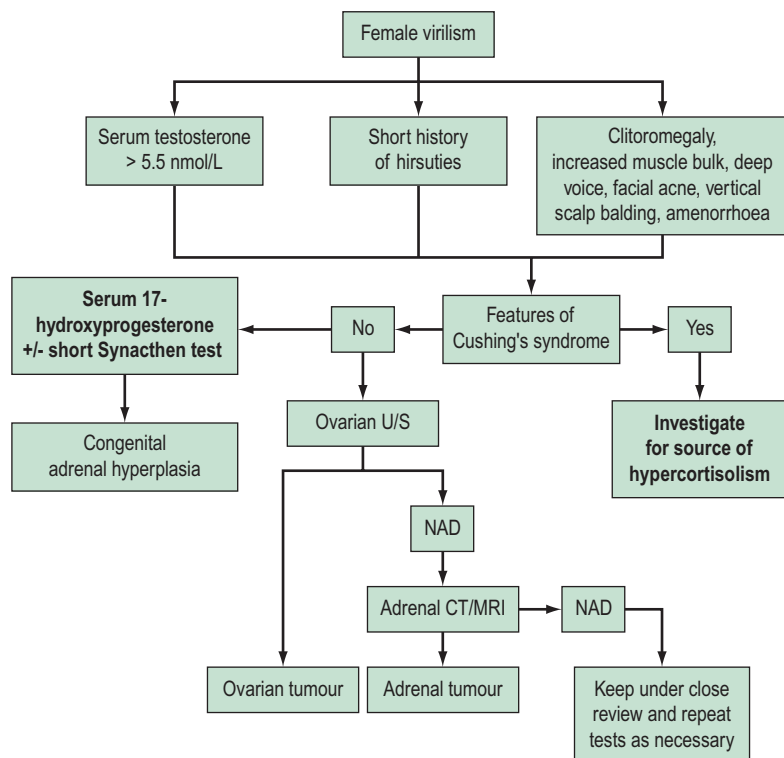 Female virilism
Serum testosterone
> 5.5 nmol/L
Short history
of hirsuties
Clitoromegaly,
increased muscle bulk, deep
voice, facial acne, vertical
scalp balding, amenorrhoea
Serum 17-
hydroxyprogesterone
+/- short Synacthen test
No
Features of
Cushing's syndrome
Yes
Congenital
adrenal hyperplasia
Ovarian U/S
Investigate
for source of
hypercortisolism
NAD
Adrenal CT/MRI
NAD
Ovarian tumour
Adrenal tumour
Keep under close
review and repeat
tests as necessary